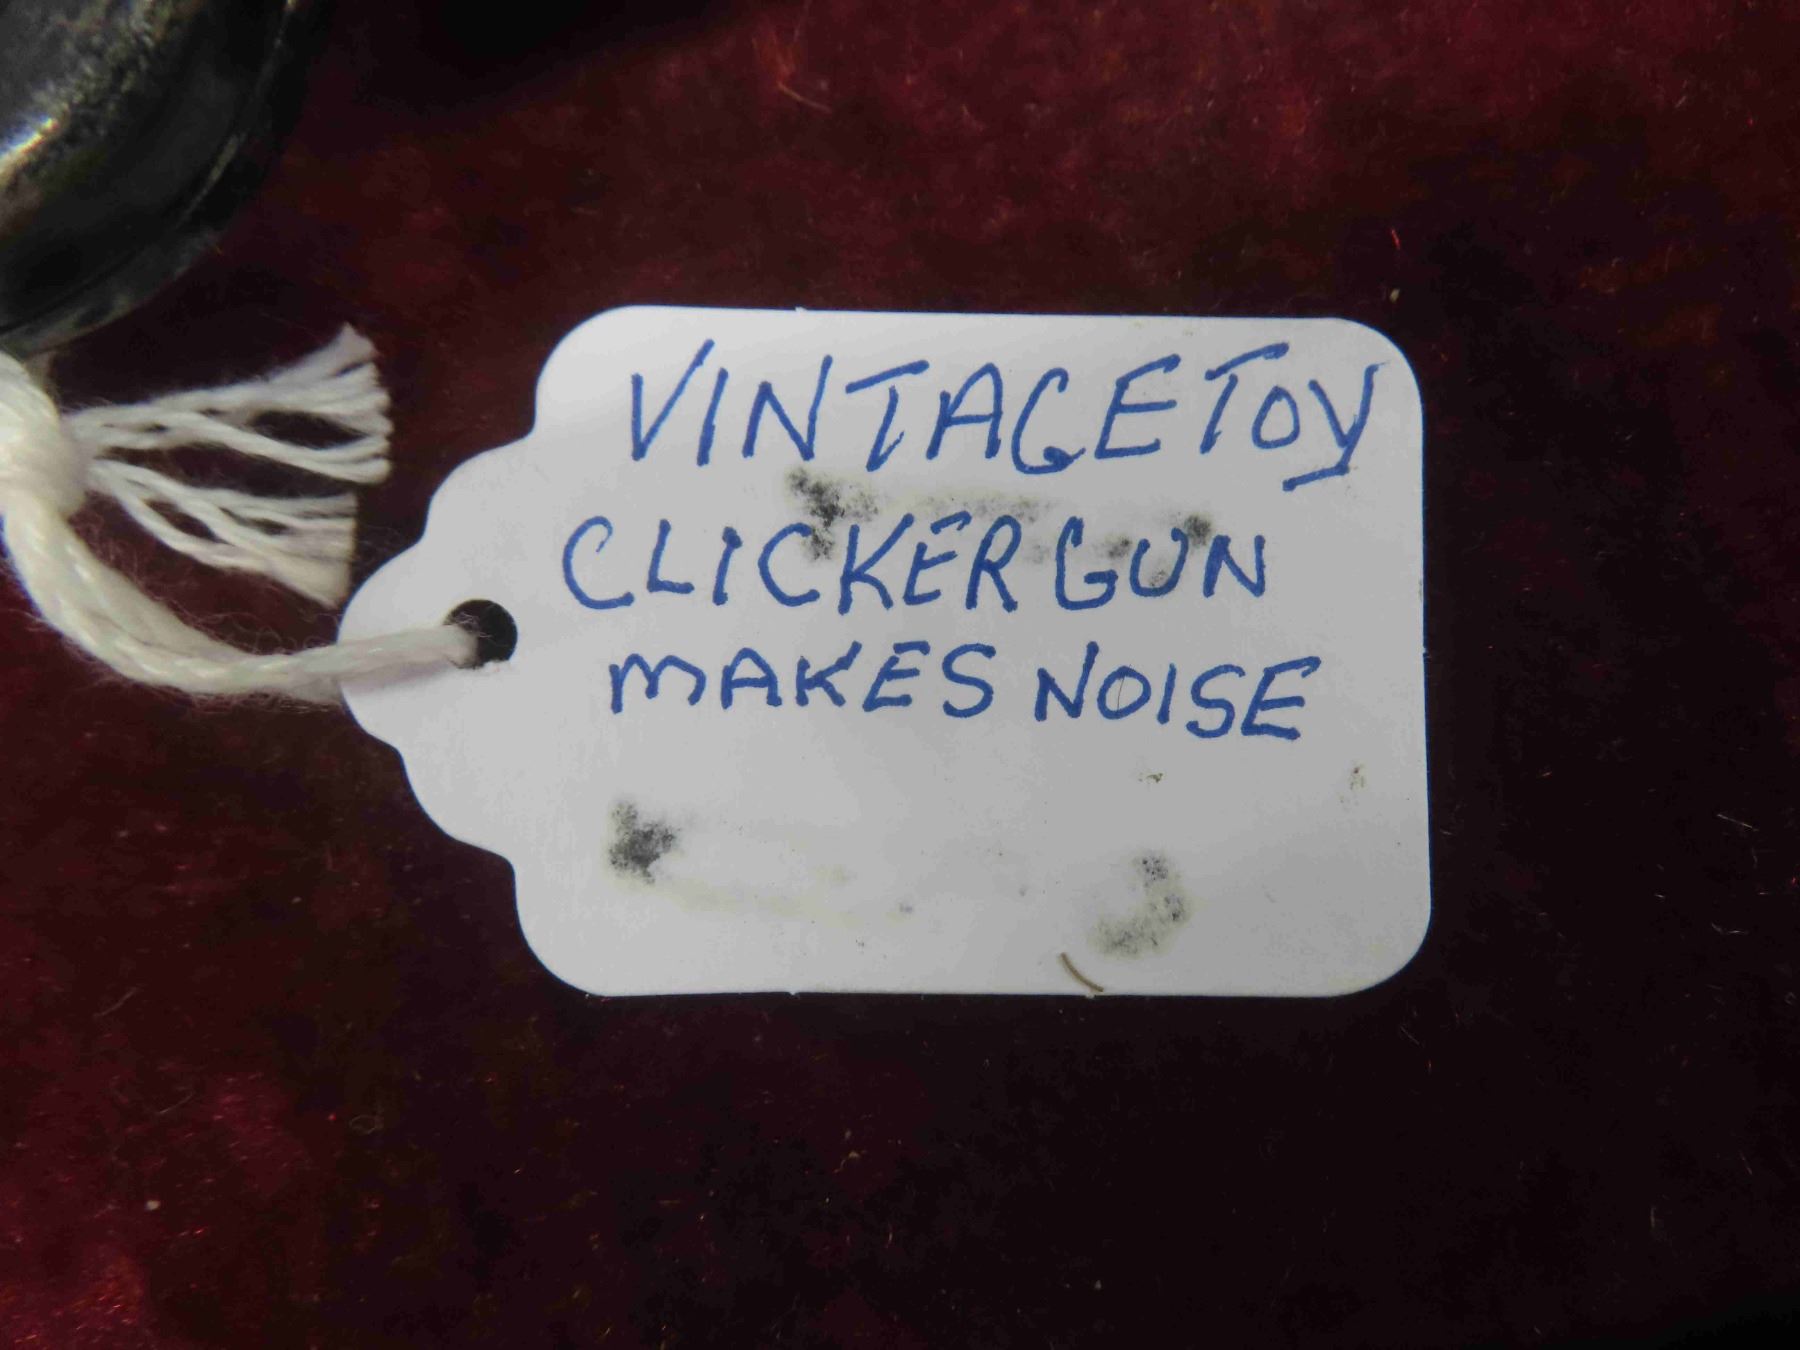 VINTAGE TOY
CLICKER GUN
MAKES NOISE